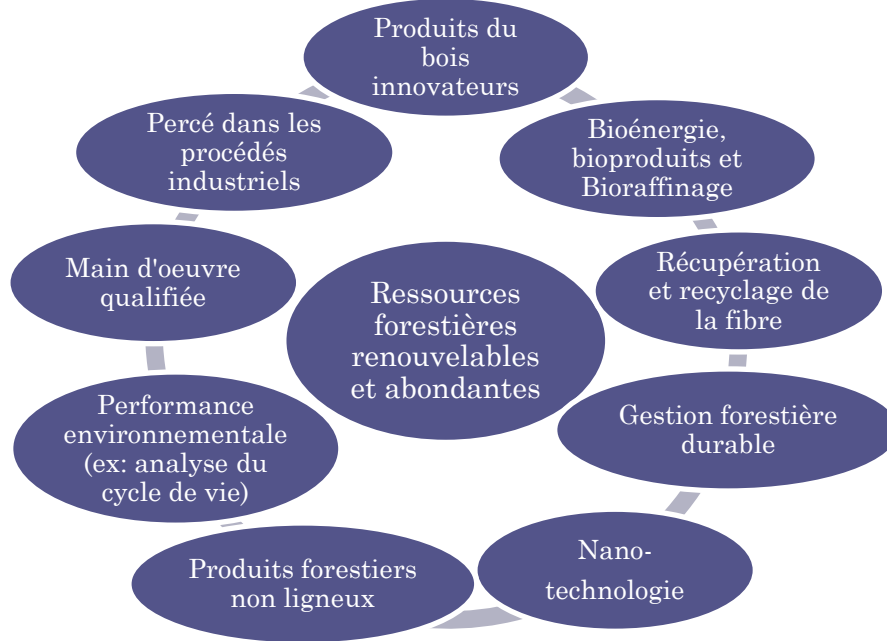 Produits du
bois
innovateurs
Bioénergie,
bioproduits et
Bioraffinage
Récupération
et recyclage de
la fibre
Gestion forestière
durable
Nano-
technologie
Produits forestiers
non ligneux
Performance
environnementale
(ex: analyse du
cycle de vie)
Main d'oeuvre
qualifiée
Percé dans les
procédés
industriels
Ressources
forestières
renouvelables
et abondantes